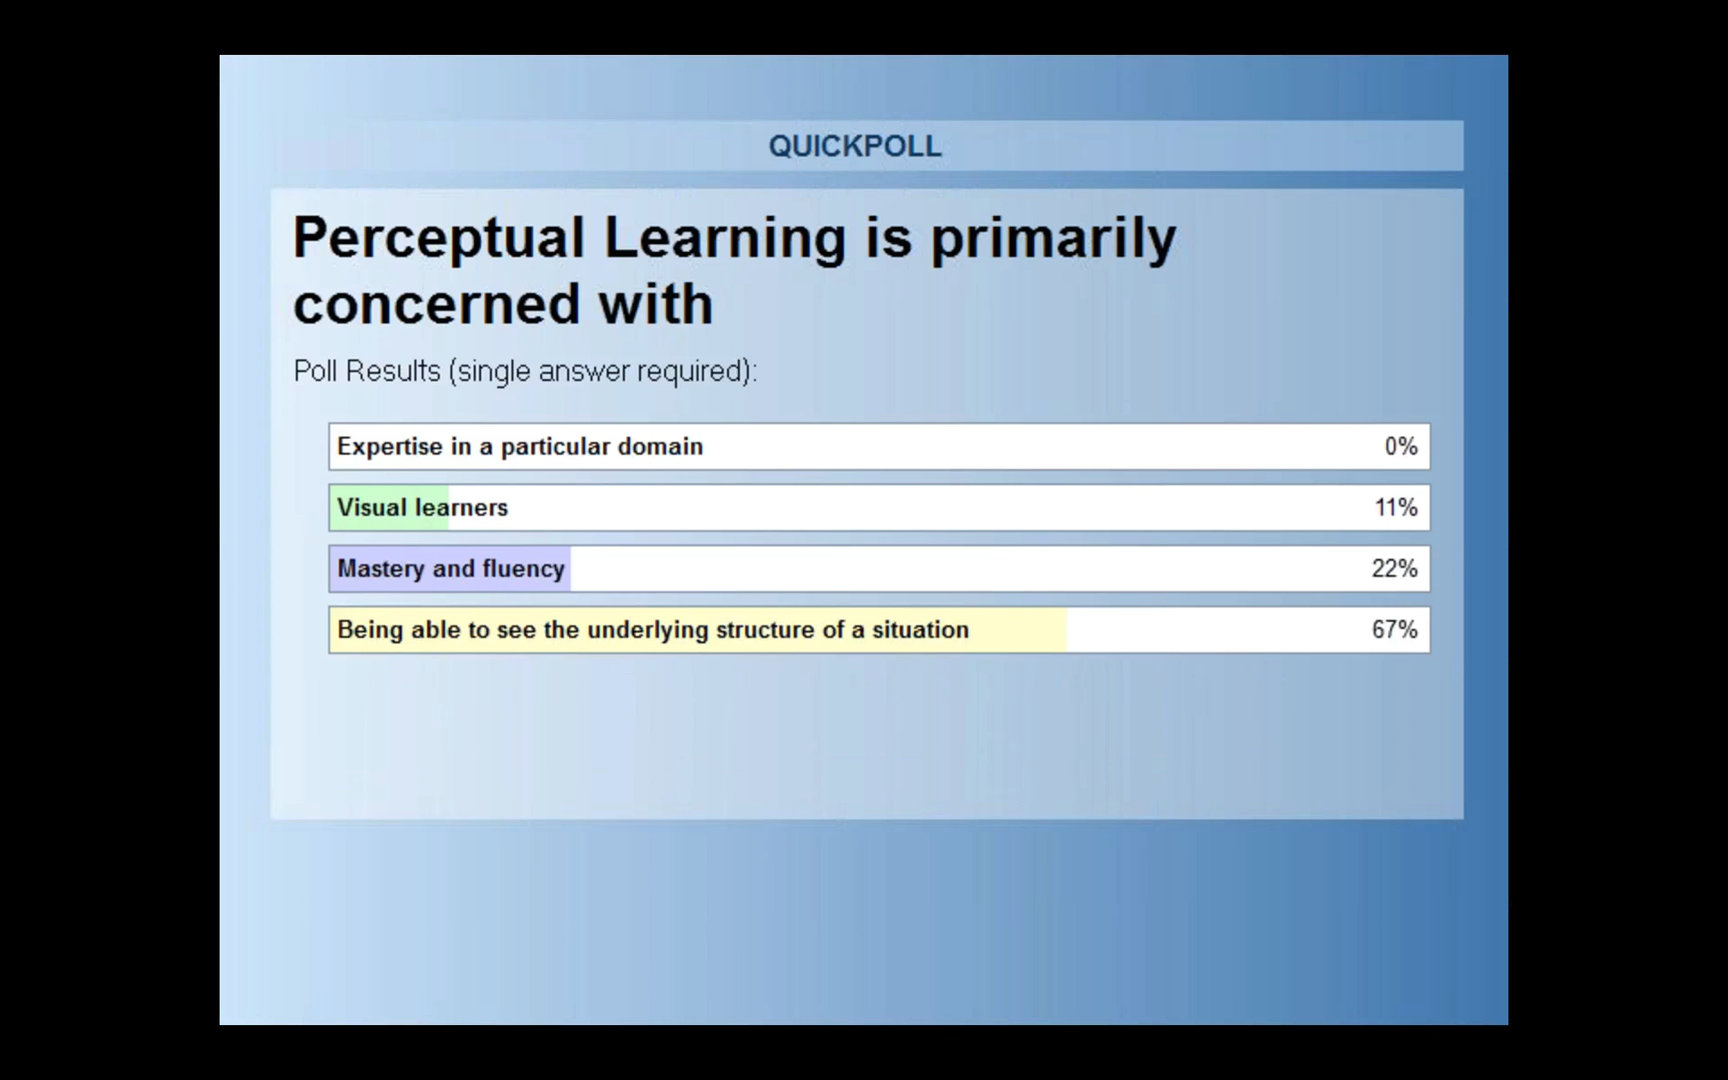 QUICKPOLL
Perceptual Learning is primarily
concerned with
Poll Results (single answer required):
Expertise in a particular domain 0%
Visual learners 11%
Mastery and fluency 22%
Being able to see the underlying structure of a situation 67%